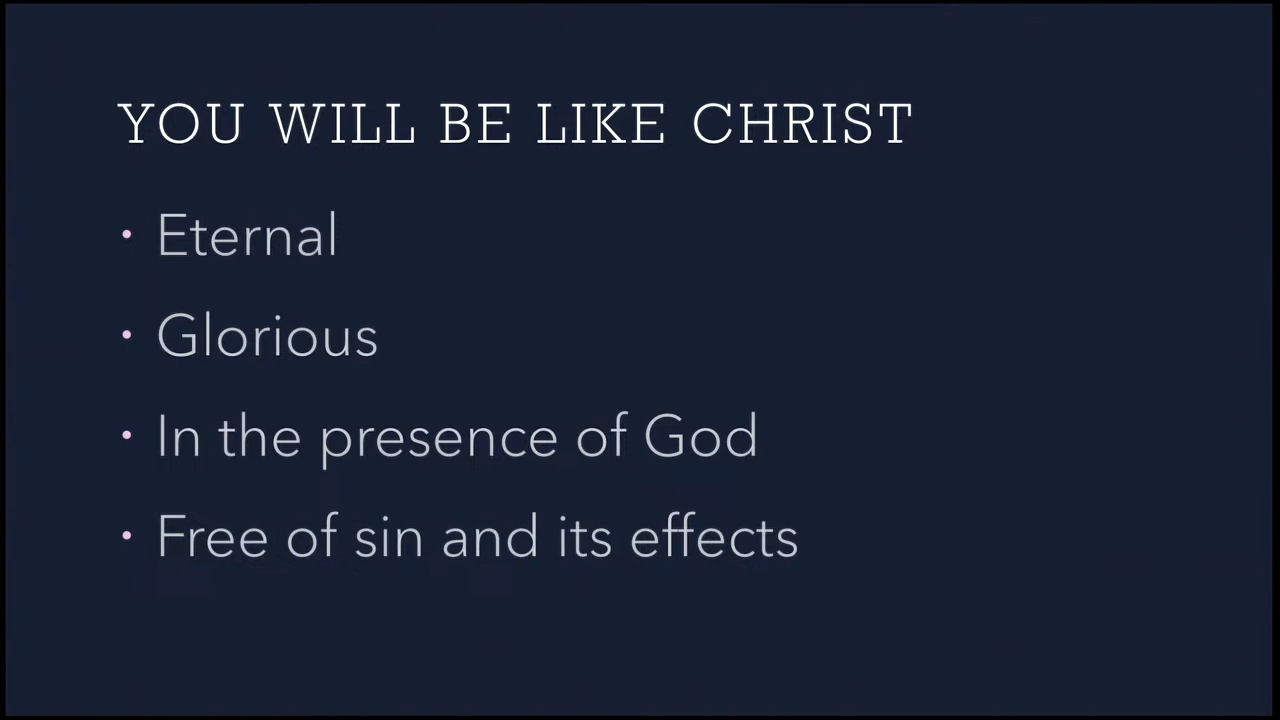 YOU WILL BE LIKE CHRIST
• Eternal
• Glorious
• In the presence of God
• Free of sin and its effects